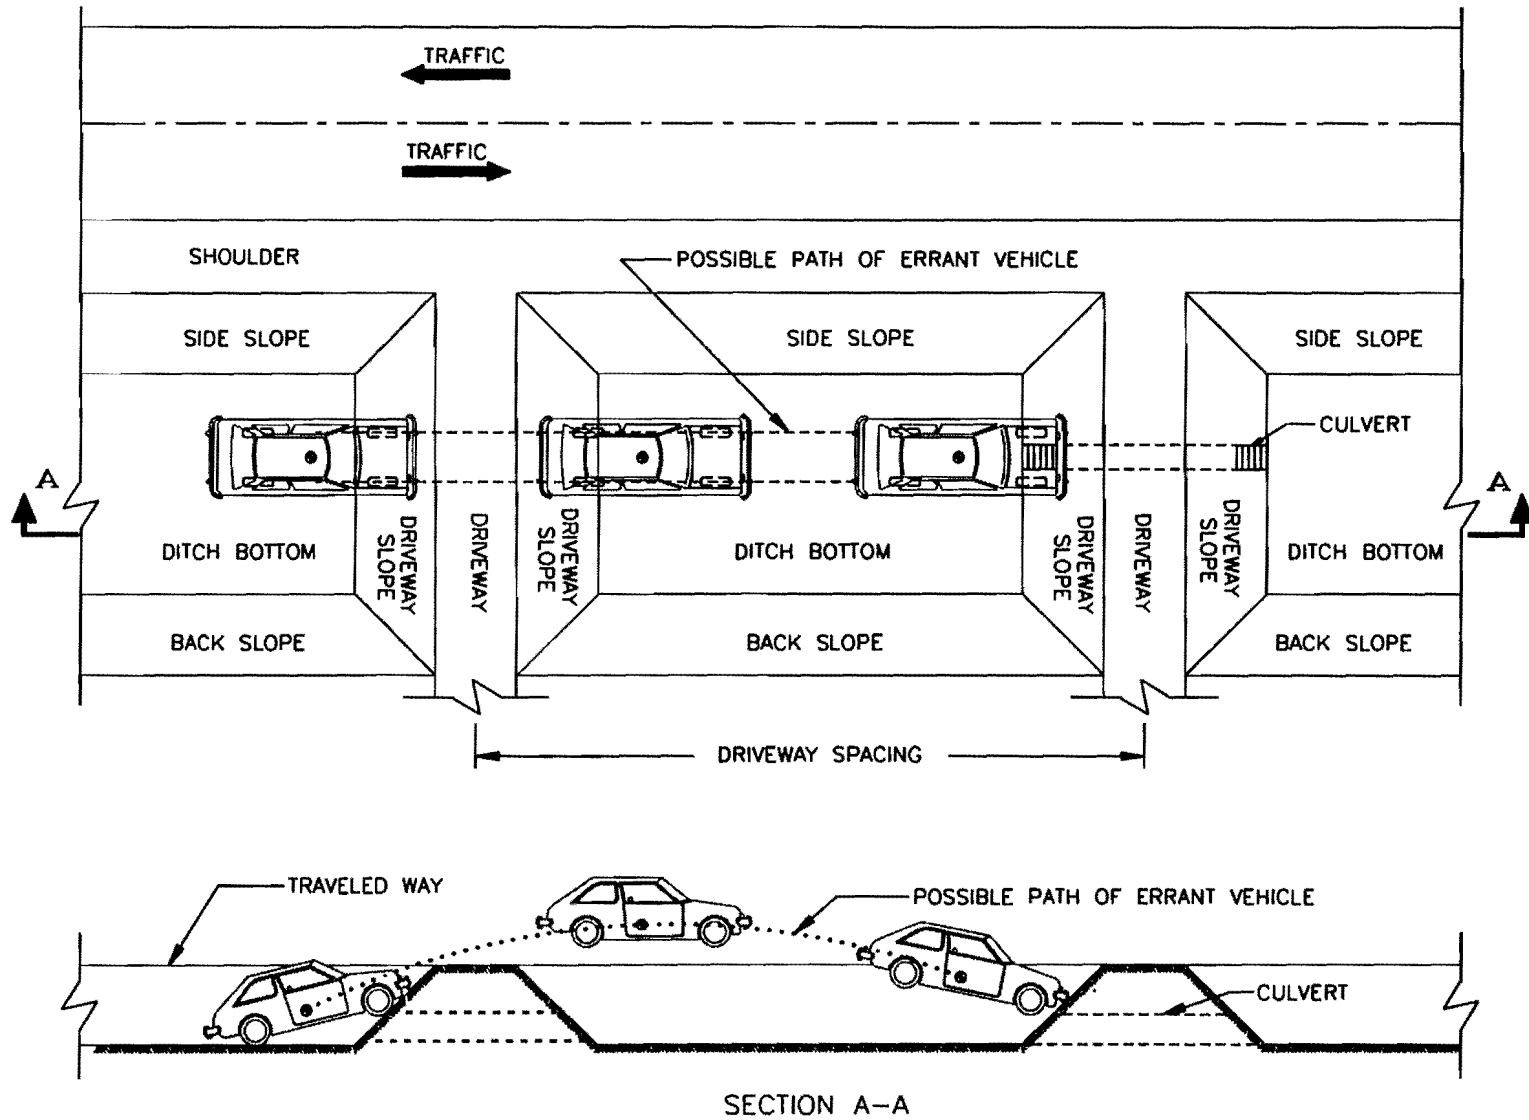 TRAFFIC
TRAFFIC
SHOULDER
POSSIBLE PATH OF ERRANT VEHICLE
SIDE SLOPE
SIDE SLOPE
SIDE SLOPE
CULVERT
A
A
DITCH BOTTOM
DRIVEWAY
SLOPE
DRIVEWAY
DRIVEWAY
SLOPE
DITCH BOTTOM
DRIVEWAY
SLOPE
DRIVEWAY
DRIVEWAY
SLOPE
DITCH BOTTOM
BACK SLOPE
BACK SLOPE
BACK SLOPE
DRIVEWAY SPACING
TRAVELED WAY
POSSIBLE PATH OF ERRANT VEHICLE
CULVERT
SECTION A-A